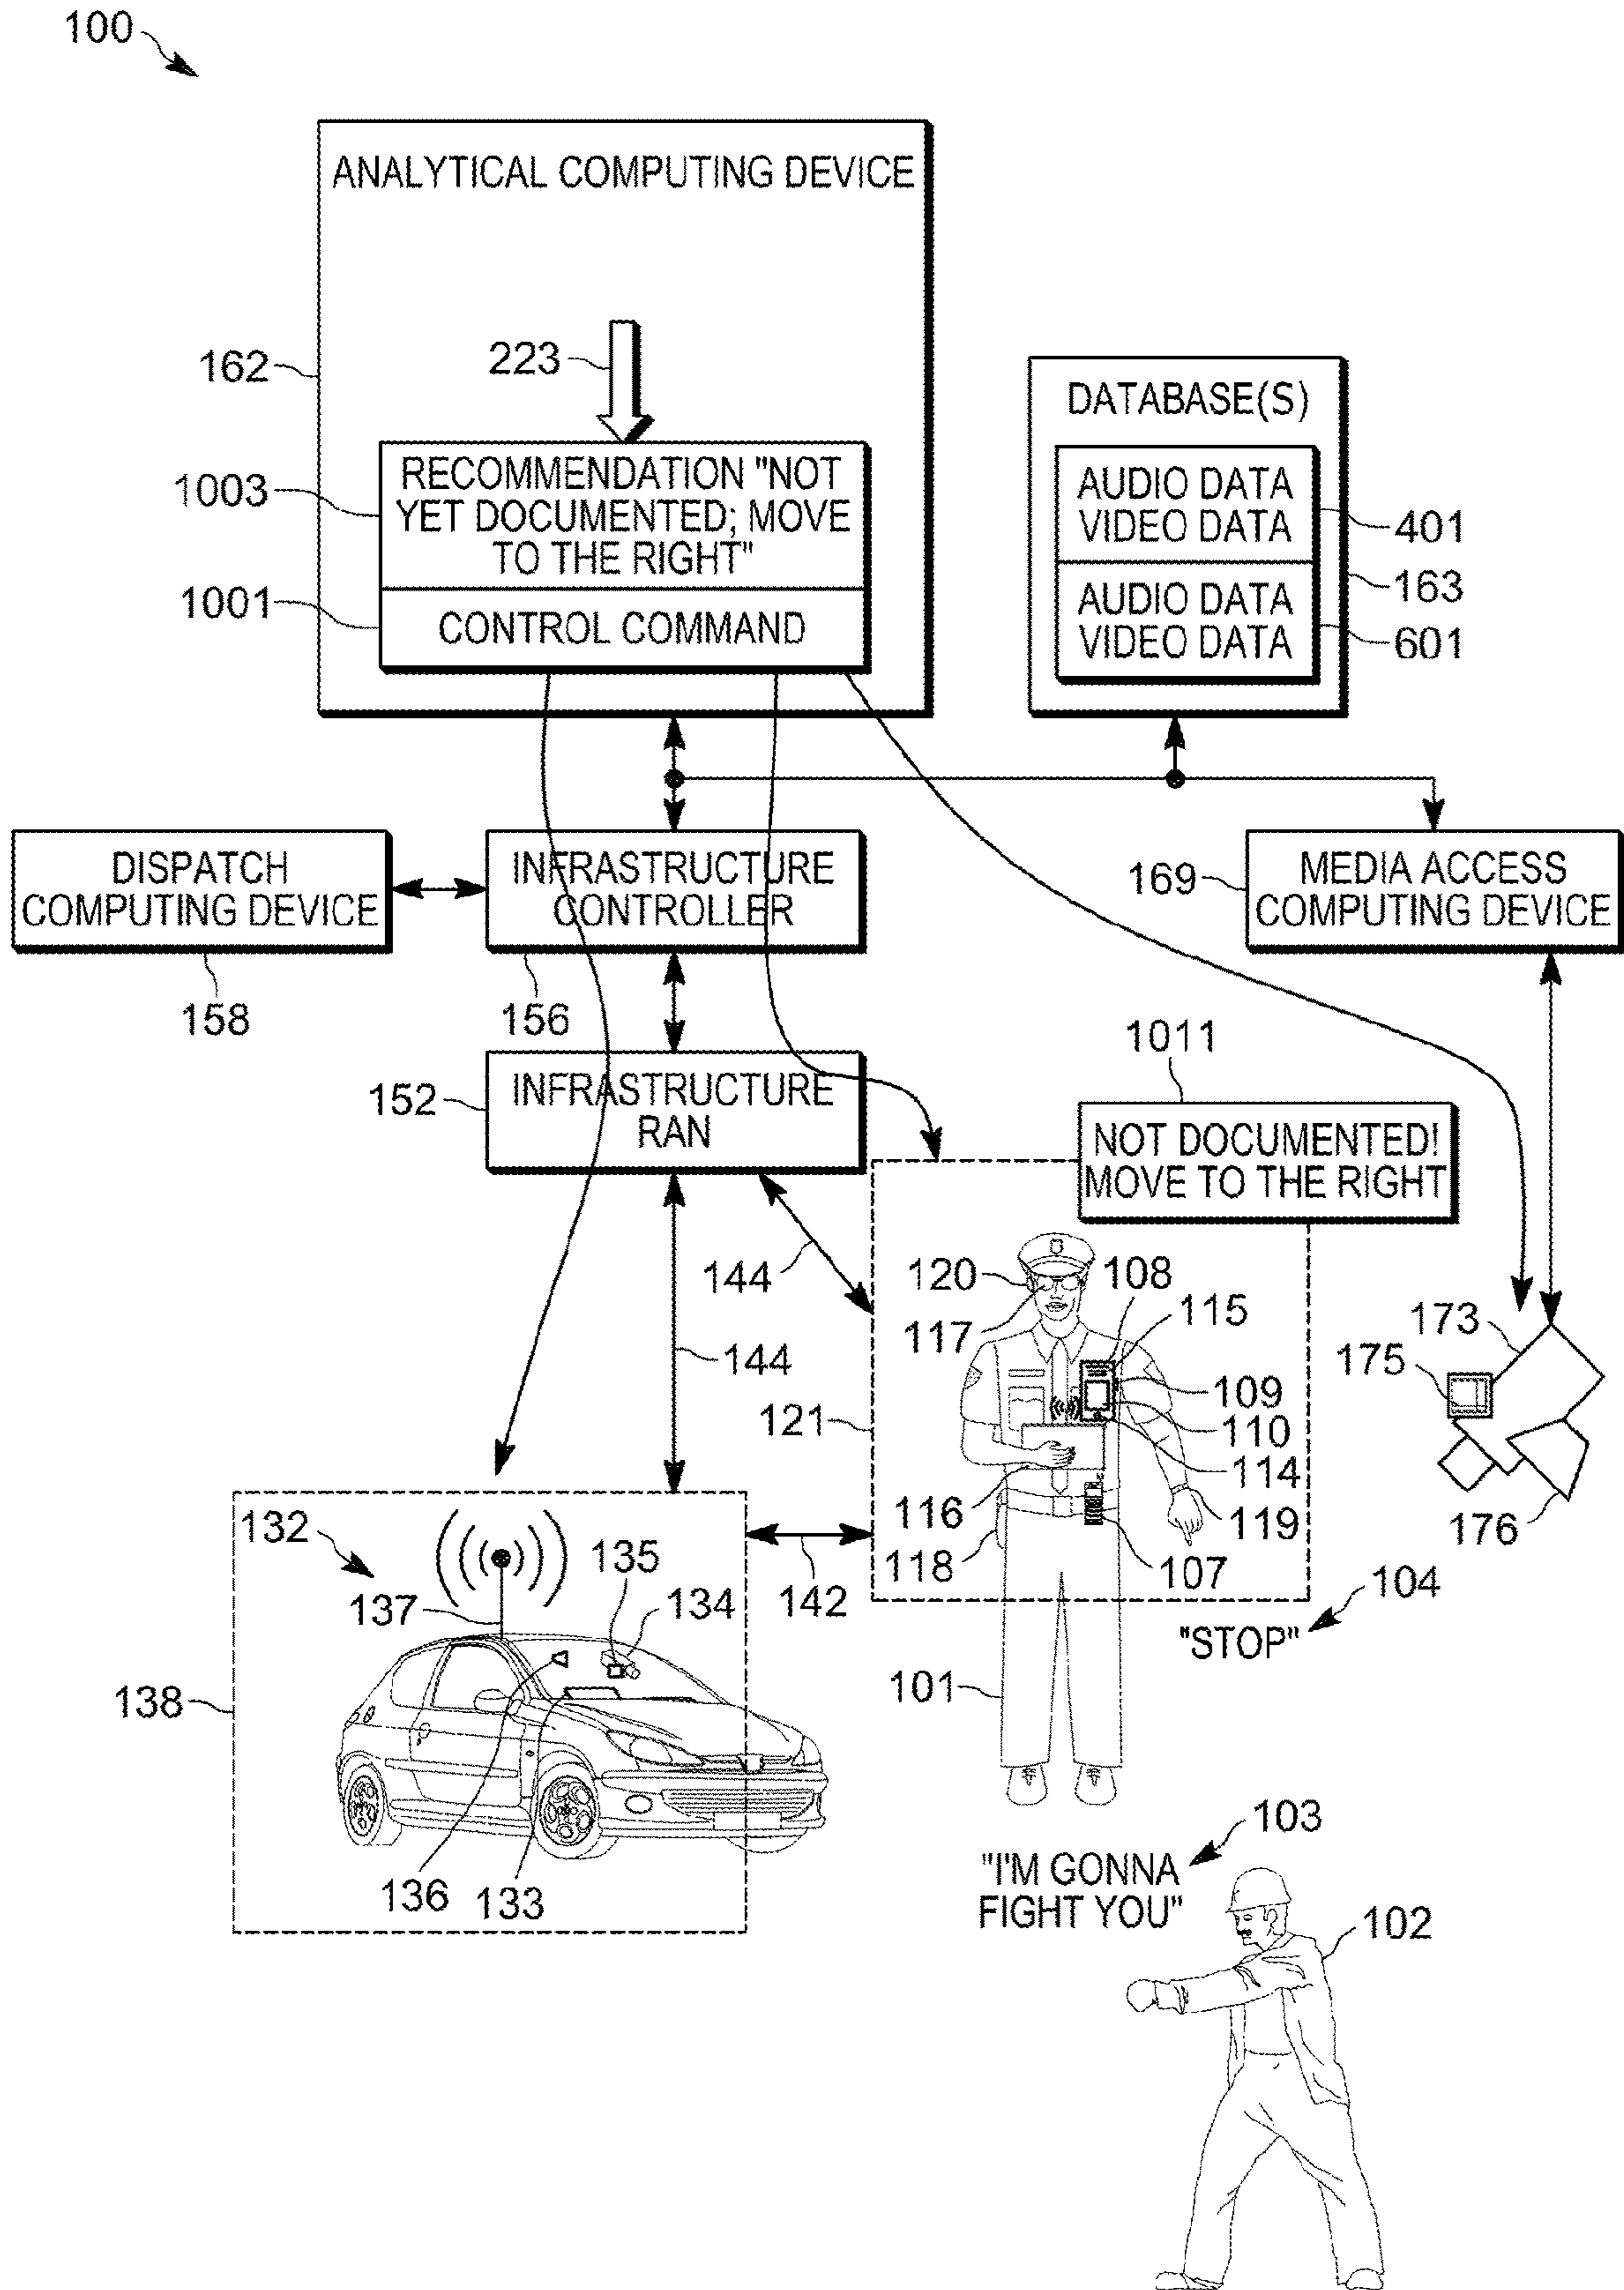 100
ANALYTICAL COMPUTING DEVICE
162
223
1003
RECOMMENDATION "NOT
YET DOCUMENTED; MOVE
TO THE RIGHT"
1001
CONTROL COMMAND
DATABASE(S)
AUDIO DATA
VIDEO DATA
401
163
AUDIO DATA
VIDEO DATA
601
DISPATCH
COMPUTING DEVICE
158
INFRASTRUCTURE
CONTROLLER
156
169
MEDIA ACCESS
COMPUTING DEVICE
152
INFRASTRUCTURE
RAN
1011
NOT DOCUMENTED!
MOVE TO THE RIGHT
144
144
121
120
117
108
115
109
110
114
116
118
107
119
173
175
176
142
104
"STOP"
101
132
137
135
134
138
136
133
103
"I'M GONNA
FIGHT YOU"
102